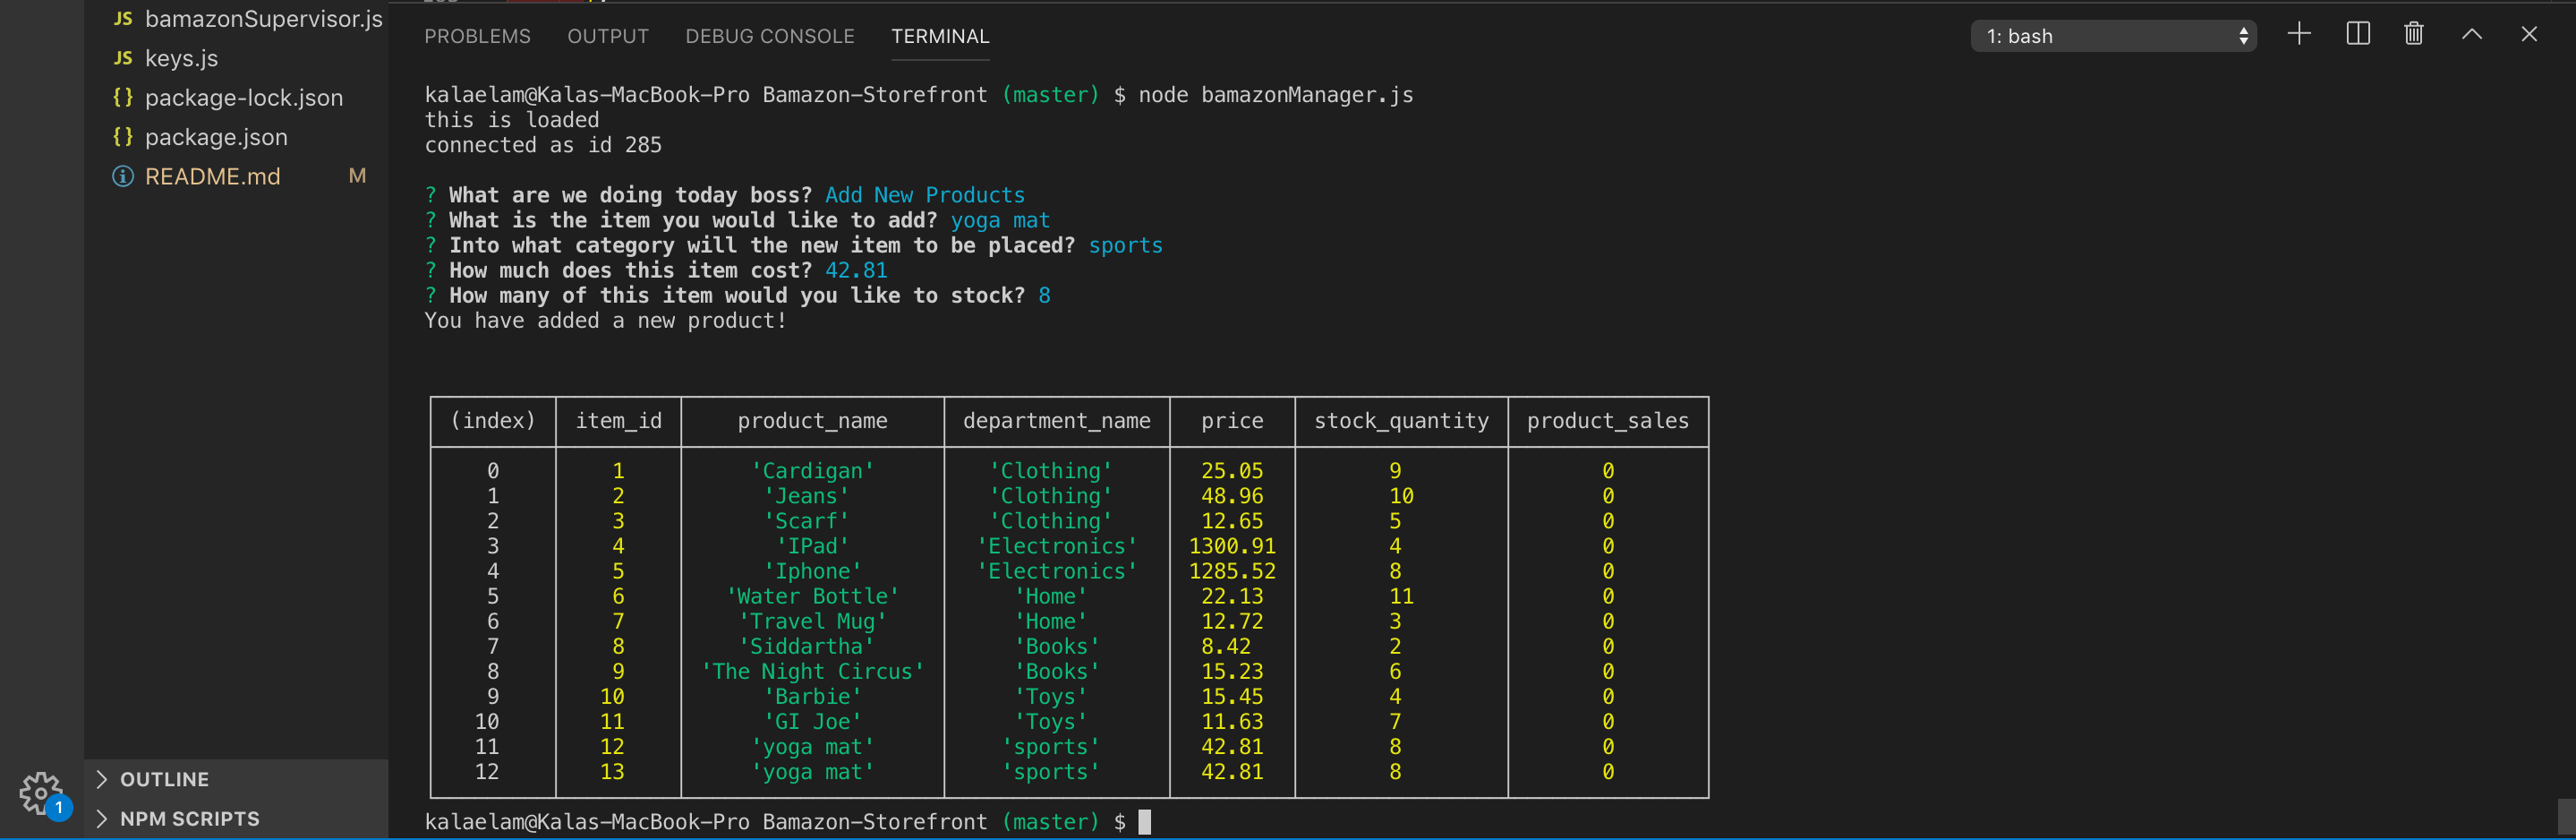 JS bamazonSupervisor.js
JS keys.js
{} package-lock.json
{} package.json
README.md M
1
OUTLINE
NPM SCRIPTS
PROBLEMS OUTPUT DEBUG CONSOLE TERMINAL 1: bash
kalaelam@Kalas-MacBook-Pro Bamazon-Storefront (master) $ node bamazonManager.js
this is loaded
connected as id 285
? What are we doing today boss? Add New Products
? What is the item you would like to add? yoga mat
? Into what category will the new item to be placed? sports
? How much does this item cost? 42.81
? How many of this item would you like to stock? 8
You have added a new product!
(index) item_id product_name department_name price stock_quantity product_sales
0 1 'Cardigan' 'Clothing' 25.05 9 0
1 2 'Jeans' 'Clothing' 48.96 10 0
2 3 'Scarf' 'Clothing' 12.65 5 0
3 4 'IPad' 'Electronics' 1300.91 4 0
4 5 'Iphone' 'Electronics' 1285.52 8 0
5 6 'Water Bottle' 'Home' 22.13 11 0
6 7 'Travel Mug' 'Home' 12.72 3 0
7 8 'Siddartha' 'Books' 8.42 2 0
8 9 'The Night Circus' 'Books' 15.23 6 0
9 10 'Barbie' 'Toys' 15.45 4 0
10 11 'GI Joe' 'Toys' 11.63 7 0
11 12 'yoga mat' 'sports' 42.81 8 0
12 13 'yoga mat' 'sports' 42.81 8 0
kalaelam@Kalas-MacBook-Pro Bamazon-Storefront (master) $